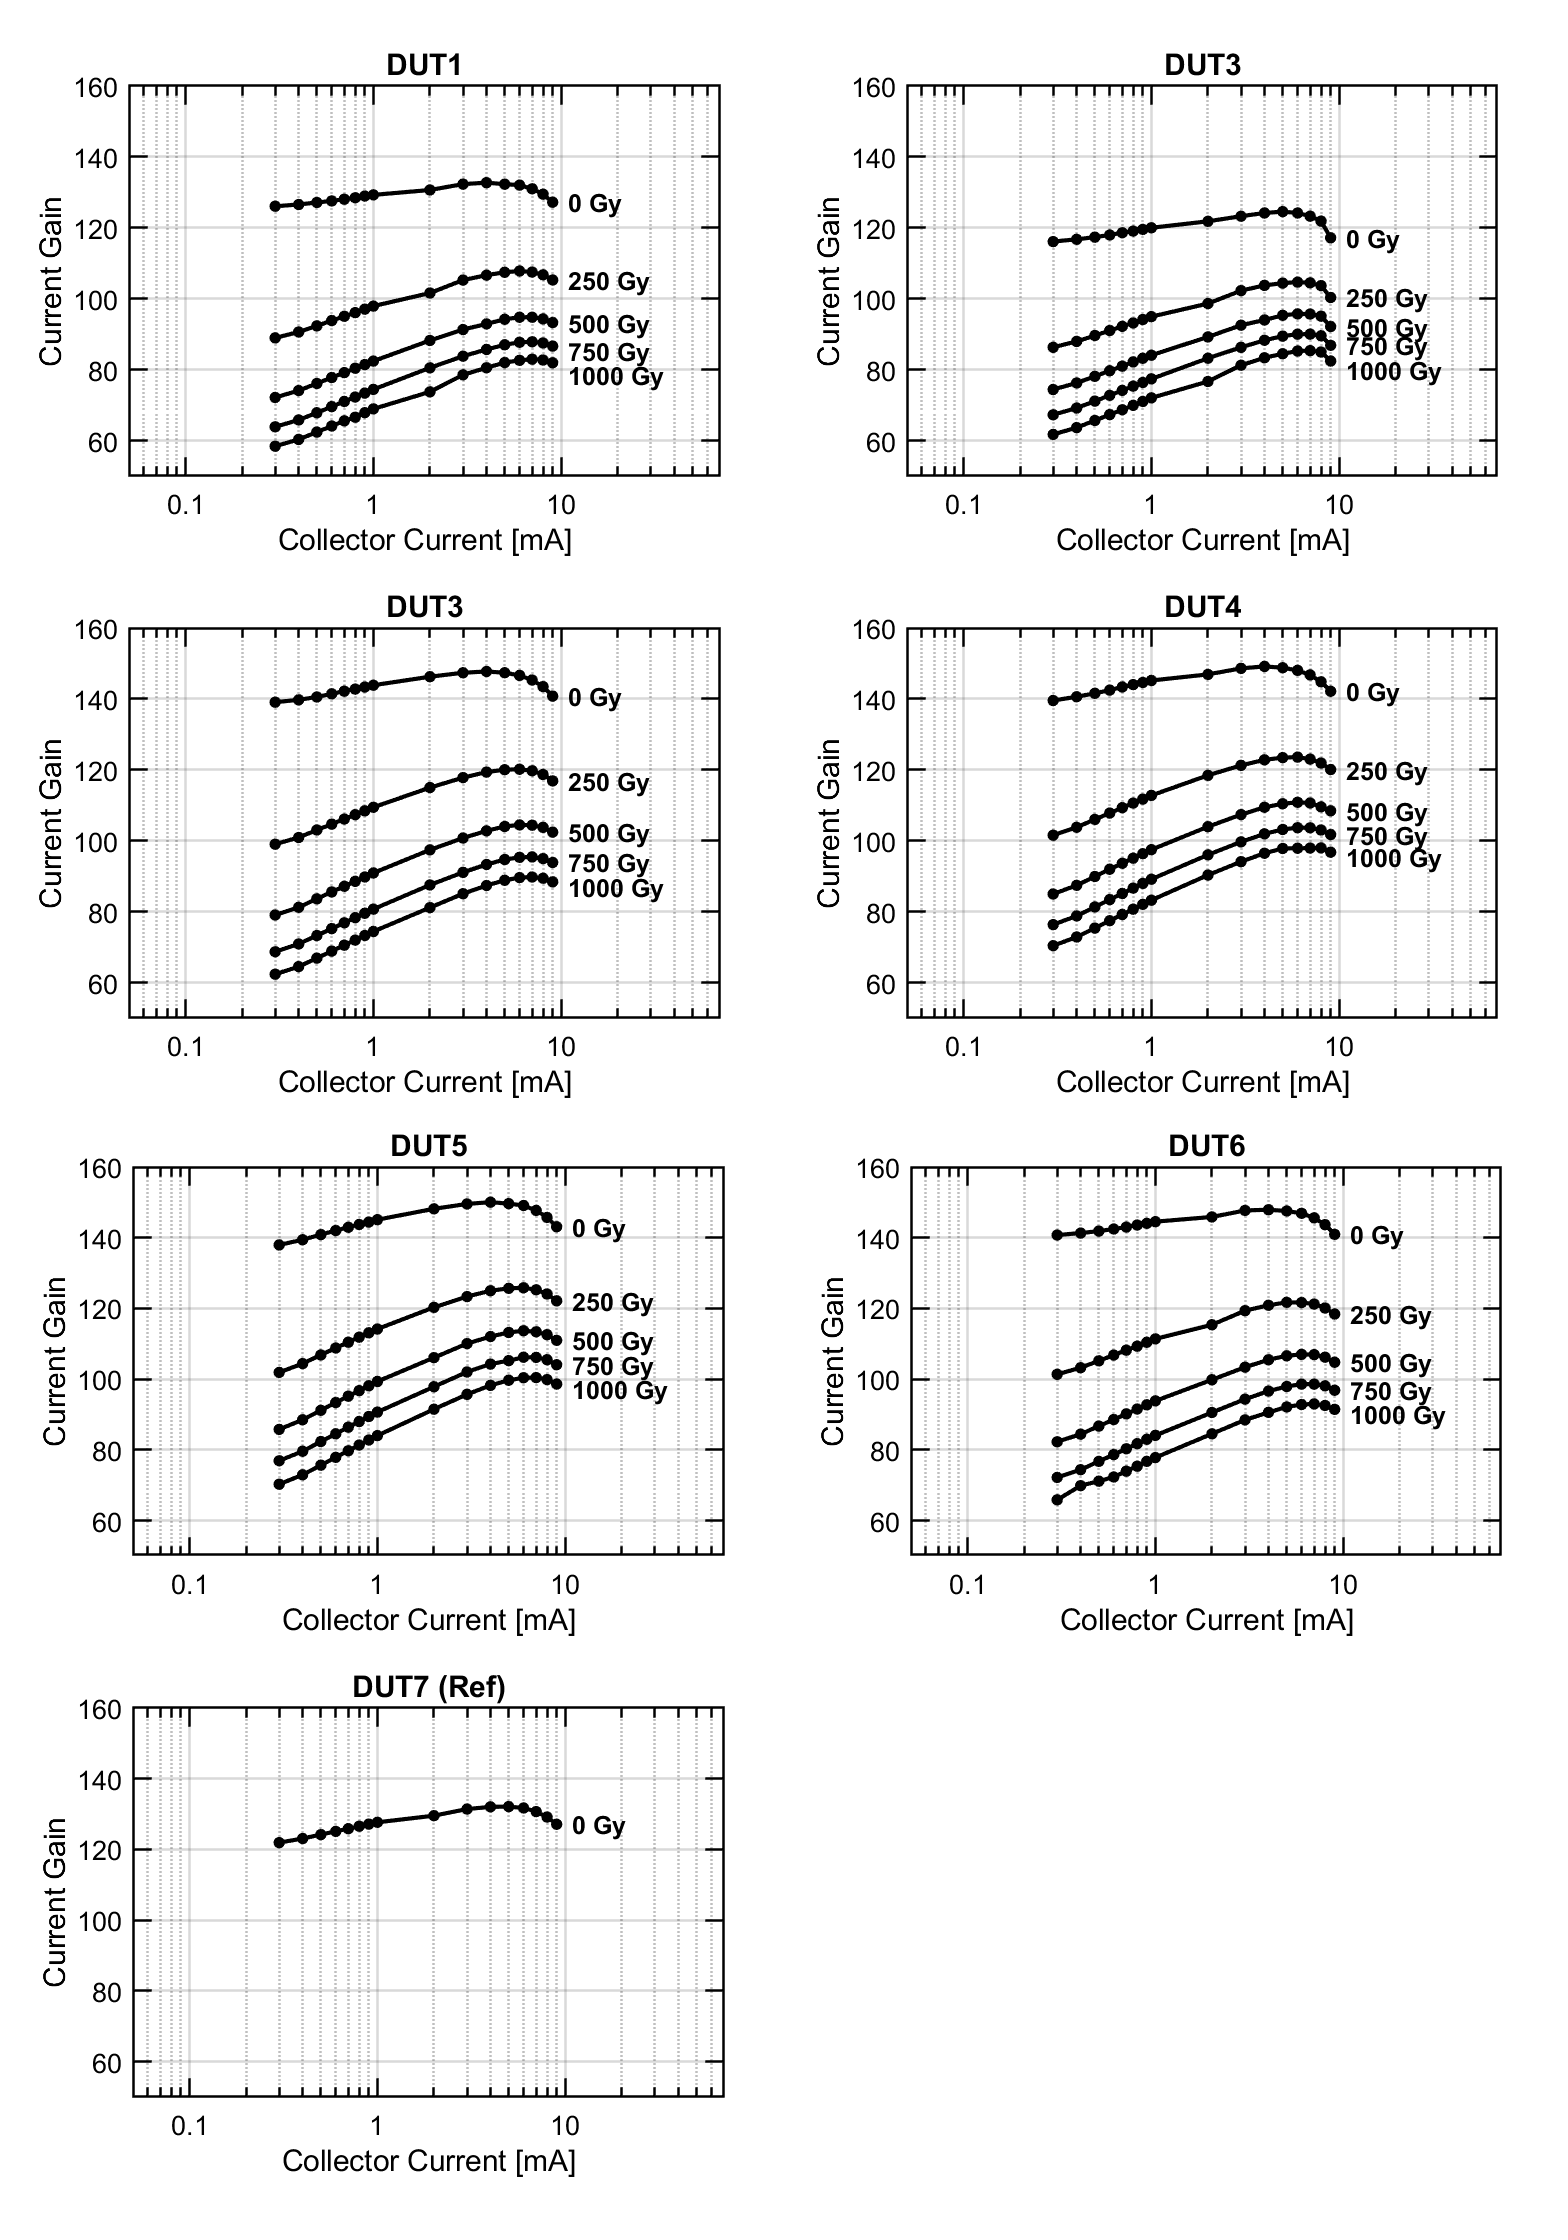 DUT1
160
140
120
100
80
60
0.1
1
10
Current Gain
Collector Current [mA]
0 Gy
250 Gy
500 Gy
750 Gy
1000 Gy
DUT3
160
140
120
100
80
60
0.1
1
10
Current Gain
Collector Current [mA]
0 Gy
250 Gy
500 Gy
750 Gy
1000 Gy
DUT3
160
140
120
100
80
60
0.1
1
10
Current Gain
Collector Current [mA]
0 Gy
250 Gy
500 Gy
750 Gy
1000 Gy
DUT4
160
140
120
100
80
60
0.1
1
10
Current Gain
Collector Current [mA]
0 Gy
250 Gy
500 Gy
750 Gy
1000 Gy
DUT5
160
140
120
100
80
60
0.1
1
10
Current Gain
Collector Current [mA]
0 Gy
250 Gy
500 Gy
750 Gy
1000 Gy
DUT6
160
140
120
100
80
60
0.1
1
10
Current Gain
Collector Current [mA]
0 Gy
250 Gy
500 Gy
750 Gy
1000 Gy
DUT7 (Ref)
160
140
120
100
80
60
0.1
1
10
Current Gain
Collector Current [mA]
0 Gy